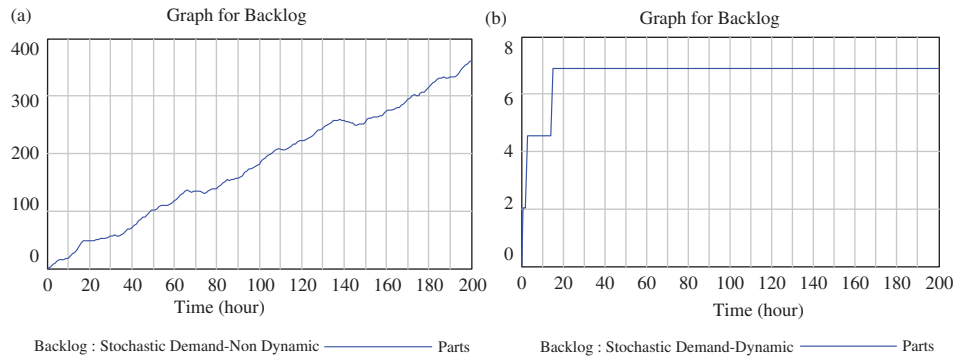 (a)
Graph for Backlog
400
300
200
100
0
0 20 40 60 80 100 120 140 160 180 200
Time (hour)
Backlog : Stochastic Demand-Non Dynamic Parts
(b)
Graph for Backlog
8
6
4
2
0
0 20 40 60 80 100 120 140 160 180 200
Time (hour)
Backlog : Stochastic Demand-Dynamic Parts